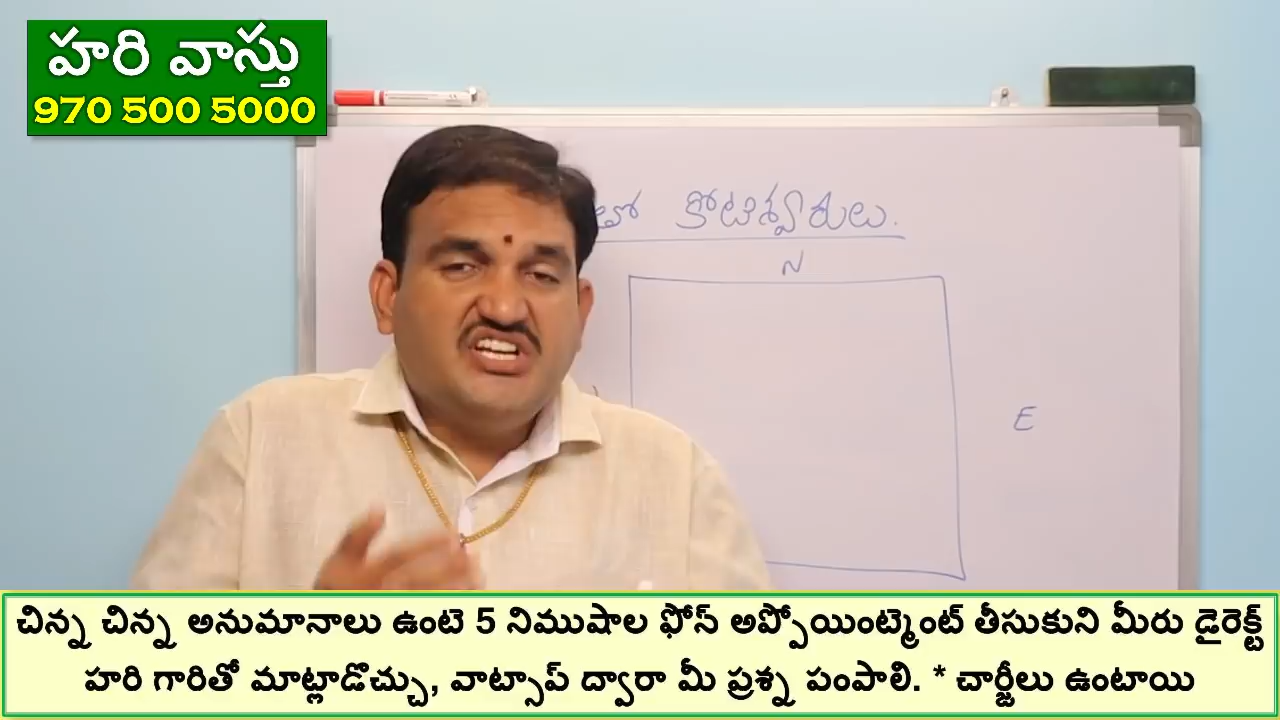 హరి వాస్తు
970 500 5000
కోటిశ్వరులు.
N
E
చిన్న చిన్న అనుమానాలు ఉంటె 5 నిముషాల ఫోన్ అప్పోయింట్మెంట్ తీసుకుని మీరు డైరెక్ట్
హరి గారితో మాట్లాడొచ్చు, వాట్సాప్ ద్వారా మీ ప్రశ్న పంపాలి. * చార్జీలు ఉంటాయి